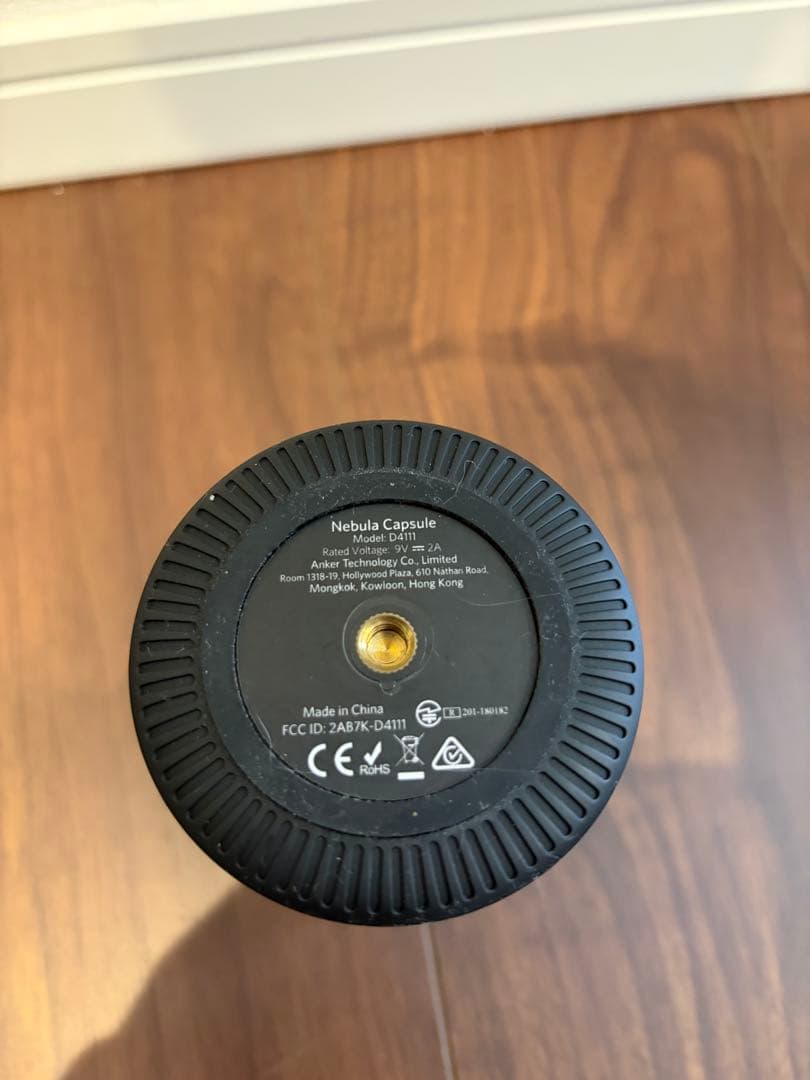 Nebula Capsule
Model: D4111
Rated Voltage: 9V ⎓ 2A
Anker Technology Co., Limited
Room 1318-19, Hollywood Plaza, 610 Nathan Road,
Mongkok, Kowloon, Hong Kong
Made in China
R 201-180182
FCC ID: 2AB7K-D4111
CE RoHS